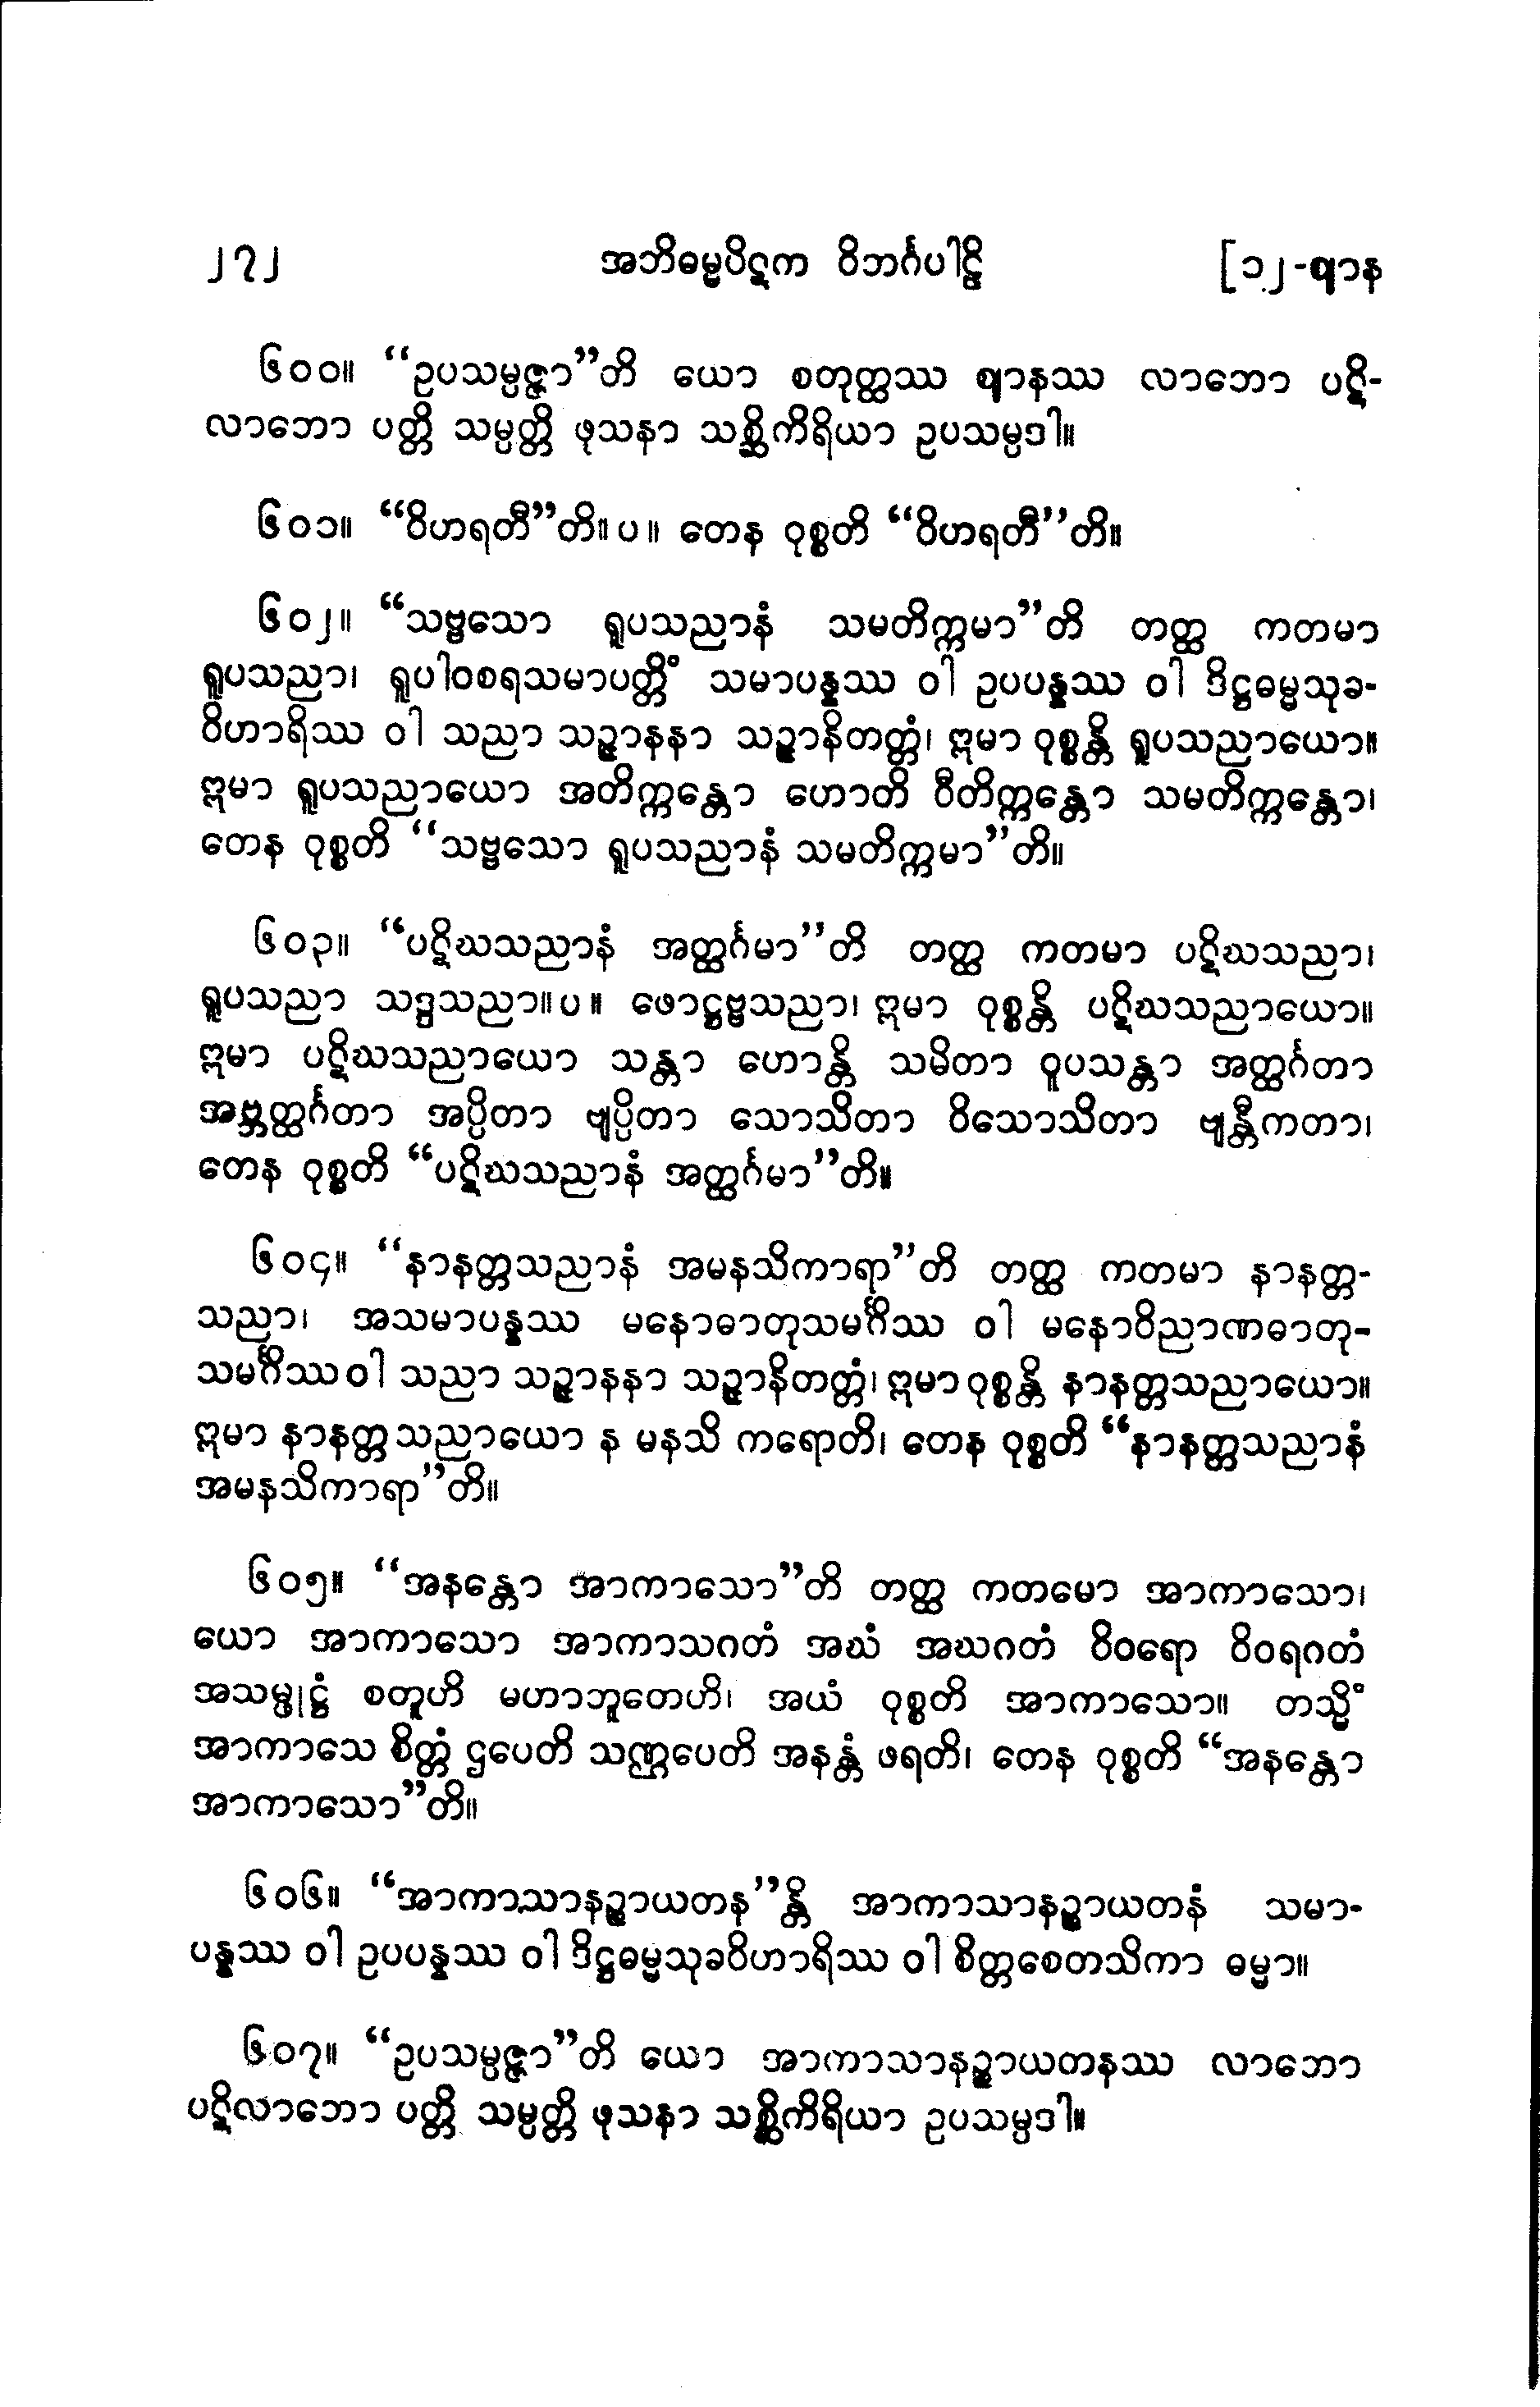 ၂၇၂ အဘိဓမ္မပိဋက ဝိဘင်္ဂပါဠိ [၁၂-ဈာန
၆၀၀။ “ဥပသမ္ပဇ္ဇာ”တိ ယော စတုတ္ထဿ ဈာနဿ လာဘော ပဋိ-
လာဘော ပတ္တိ သမ္ပတ္တိ ဖုသနာ သစ္ဆိကိရိယာ ဥပသမ္ပဒါ။
၆၀၁။ “ဝိဟရတီ”တိ။ပ။ တေန ဝုစ္စတိ “ဝိဟရတီ”တိ။
၆၀၂။ “သဗ္ဗသော ရူပသညာနံ သမတိက္ကမာ”တိ တတ္ထ ကတမာ
ရူပသညာ၊ ရူပါဝစရသမာပတ္တိံ သမာပန္နဿ ဝါ ဥပပန္နဿ ဝါ ဒိဋ္ဌဓမ္မသုခ-
ဝိဟာရိဿ ဝါ သညာ သဉ္ဇာနနာ သဉ္ဇာနိတတ္တံ၊ ဣမာ ဝုစ္စန္တိ ရူပသညာယော။
ဣမာ ရူပသညာယော အတိက္ကန္တော ဟောတိ ဝီတိက္ကန္တော သမတိက္ကန္တော၊
တေန ဝုစ္စတိ “သဗ္ဗသော ရူပသညာနံ သမတိက္ကမာ”တိ။
၆၀၃။ “ပဋိဃသညာနံ အတ္ထင်္ဂမာ”တိ တတ္ထ ကတမာ ပဋိဃသညာ၊
ရူပသညာ သဒ္ဒသညာ။ပ။ ဖောဋ္ဌဗ္ဗသညာ၊ ဣမာ ဝုစ္စန္တိ ပဋိဃသညာယော။
ဣမာ ပဋိဃသညာယော သန္တာ ဟောန္တိ သမိတာ ဝူပသန္တာ အတ္ထင်္ဂတာ
အဗ္ဘတ္ထင်္ဂတာ အပ္ပိတာ ဗျပ္ပိတာ သောသိတာ ဝိသောသိတာ ဗျန္တီကတာ၊
တေန ဝုစ္စတိ “ပဋိဃသညာနံ အတ္ထင်္ဂမာ”တိ။
၆၀၄။ “နာနတ္တသညာနံ အမနသိကာရာ”တိ တတ္ထ ကတမာ နာနတ္တ-
သညာ၊ အသမာပန္နဿ မနောဓာတုသမင်္ဂိဿ ဝါ မနောဝိညာဏဓာတု-
သမင်္ဂိဿ ဝါ သညာ သဉ္ဇာနနာ သဉ္ဇာနိတတ္တံ၊ ဣမာ ဝုစ္စန္တိ နာနတ္တသညာယော။
ဣမာ နာနတ္တသညာယော န မနသိ ကရောတိ၊ တေန ဝုစ္စတိ “နာနတ္တသညာနံ
အမနသိကာရာ”တိ။
၆၀၅။ “အနန္တော အာကာသော”တိ တတ္ထ ကတမော အာကာသော၊
ယော အာကာသော အာကာသဂတံ အဃံ အဃဂတံ ဝိဝရော ဝိဝရဂတံ
အသမ္ဖုဋ္ဌံ စတူဟိ မဟာဘူတေဟိ၊ အယံ ဝုစ္စတိ အာကာသော။ တသ္မိံ
အာကာသေ စိတ္တံ ဌပေတိ သဏ္ဌပေတိ အနန္တံ ဖရတိ၊ တေန ဝုစ္စတိ “အနန္တော
အာကာသော”တိ။
၆၀၆။ “အာကာသာနဉ္စာယတန”န္တိ အာကာသာနဉ္စာယတနံ သမာ-
ပန္နဿ ဝါ ဥပပန္နဿ ဝါ ဒိဋ္ဌဓမ္မသုခဝိဟာရိဿ ဝါ စိတ္တစေတသိကာ ဓမ္မာ။
၆၀၇။ “ဥပသမ္ပဇ္ဇာ”တိ ယော အာကာသာနဉ္စာယတနဿ လာဘော
ပဋိလာဘော ပတ္တိ သမ္ပတ္တိ ဖုသနာ သစ္ဆိကိရိယာ ဥပသမ္ပဒါ။